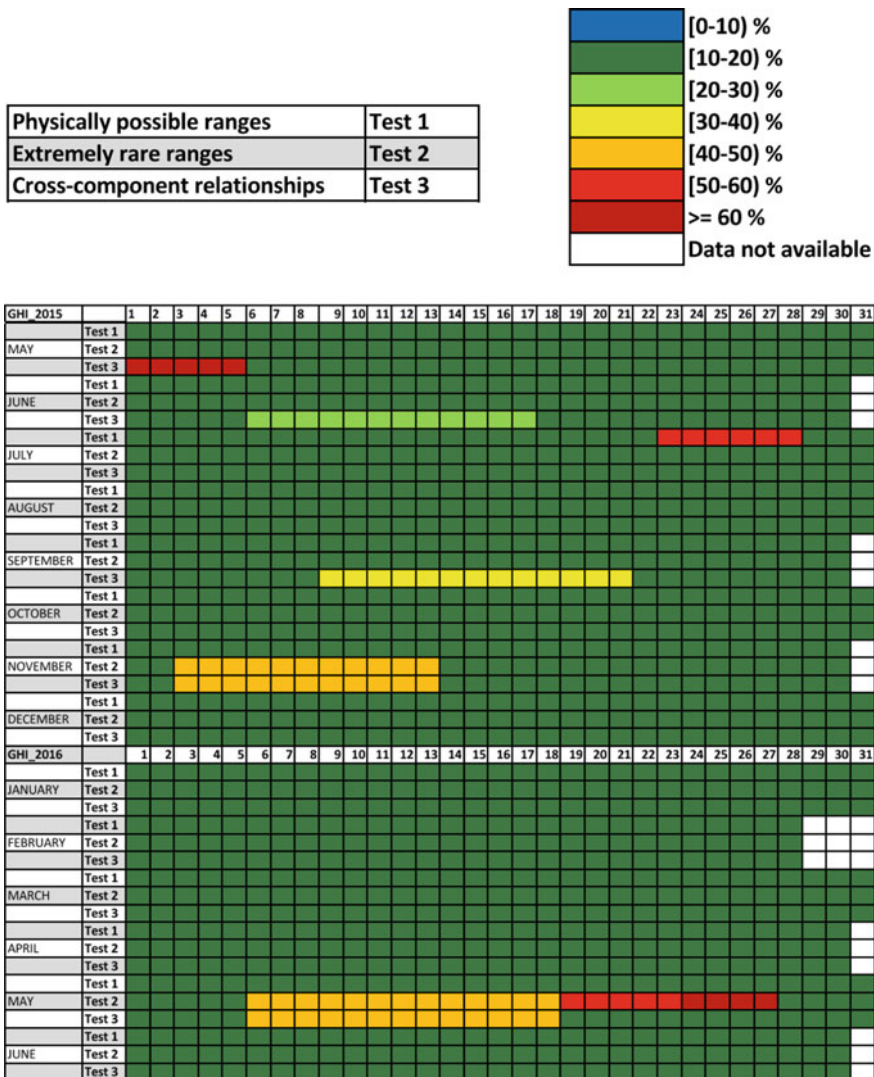 [0-10) %
[10-20) %
[20-30) %
[30-40) %
[40-50) %
[50-60) %
>= 60 %
Data not available
Physically possible ranges Test 1
Extremely rare ranges Test 2
Cross-component relationships Test 3
GHI_2015 1 2 3 4 5 6 7 8 9 10 11 12 13 14 15 16 17 18 19 20 21 22 23 24 25 26 27 28 29 30 31
Test 1
MAY Test 2
Test 3
Test 1
JUNE Test 2
Test 3
Test 1
JULY Test 2
Test 3
Test 1
AUGUST Test 2
Test 3
Test 1
SEPTEMBER Test 2
Test 3
Test 1
OCTOBER Test 2
Test 3
Test 1
NOVEMBER Test 2
Test 3
Test 1
DECEMBER Test 2
Test 3
GHI_2016 1 2 3 4 5 6 7 8 9 10 11 12 13 14 15 16 17 18 19 20 21 22 23 24 25 26 27 28 29 30 31
Test 1
JANUARY Test 2
Test 3
Test 1
FEBRUARY Test 2
Test 3
Test 1
MARCH Test 2
Test 3
Test 1
APRIL Test 2
Test 3
Test 1
MAY Test 2
Test 3
Test 1
JUNE Test 2
Test 3